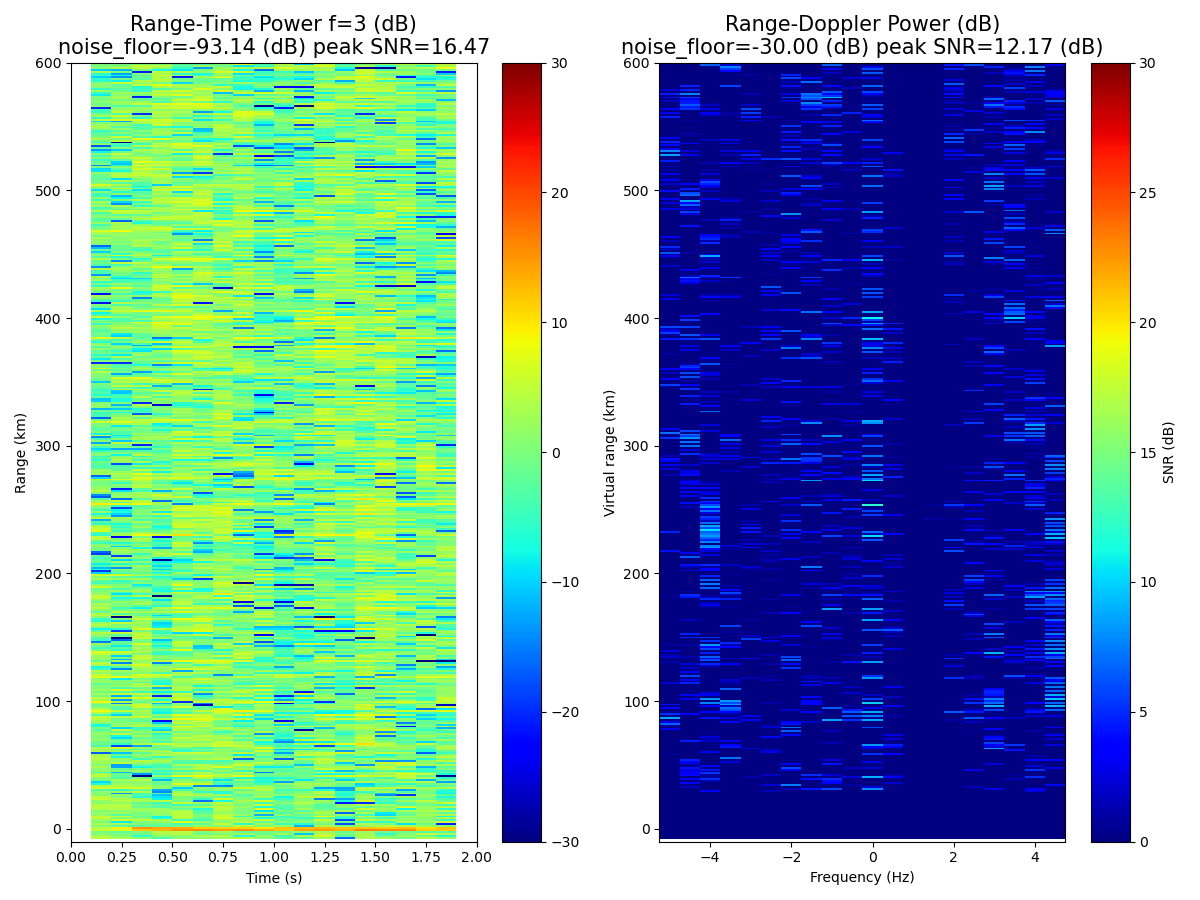 Range-Time Power f=3 (dB)
noise_floor=-93.14 (dB) peak SNR=16.47
Range-Doppler Power (dB)
noise_floor=-30.00 (dB) peak SNR=12.17 (dB)
Range (km)
600
500
400
300
200
100
0
0.00 0.25 0.50 0.75 1.00 1.25 1.50 1.75 2.00
Time (s)
30
20
10
0
−10
−20
−30
Virtual range (km)
600
500
400
300
200
100
0
−4 −2 0 2 4
Frequency (Hz)
30
25
20
15
10
5
0
SNR (dB)